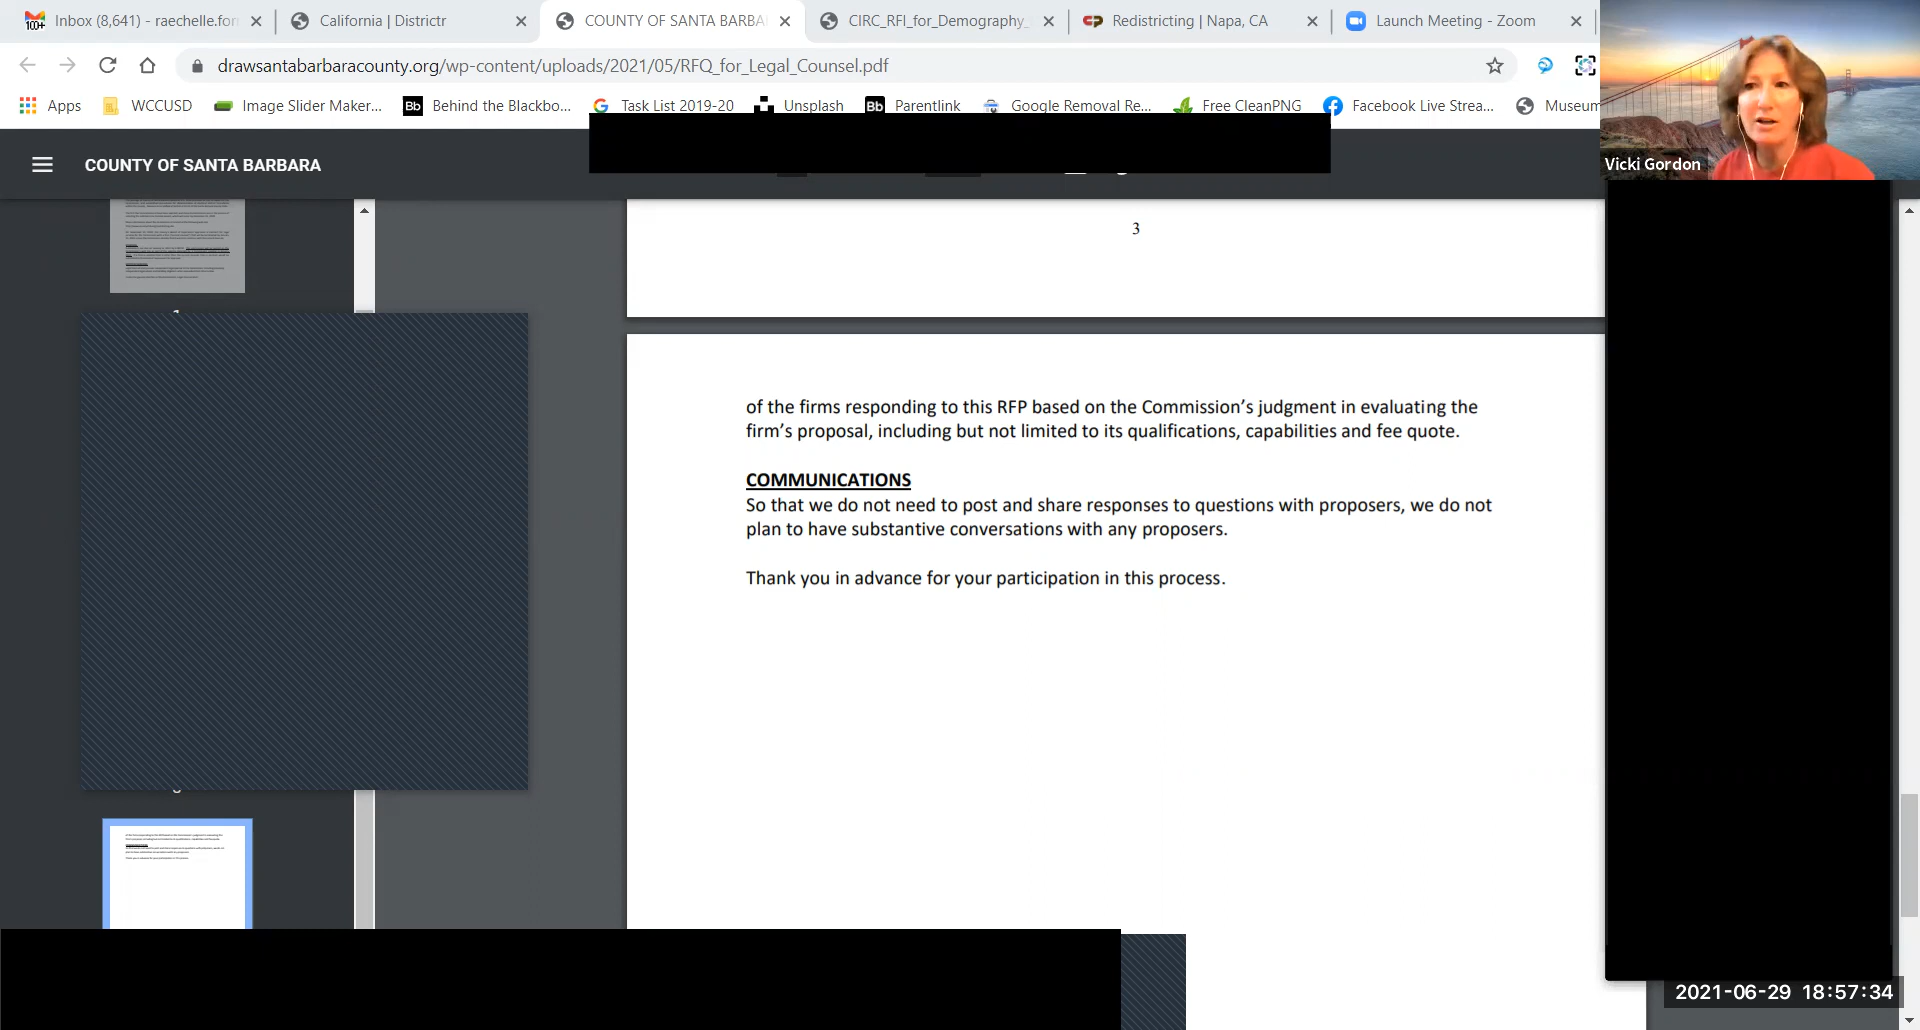 Inbox (8,641) - raechelle.for
California | Districtr
COUNTY OF SANTA BARBA
CIRC_RFI_for_Demography_
Redistricting | Napa, CA
Launch Meeting - Zoom
drawsantabarbaracounty.org/wp-content/uploads/2021/05/RFQ_for_Legal_Counsel.pdf
Apps
WCCUSD
Image Slider Maker...
Bb Behind the Blackbo...
Task List 2019-20
Unsplash
Bb Parentlink
Google Removal Re...
Free CleanPNG
Facebook Live Strea...
Museum
Vicki Gordon
COUNTY OF SANTA BARBARA
3
of the firms responding to this RFP based on the Commission’s judgment in evaluating the
firm’s proposal, including but not limited to its qualifications, capabilities and fee quote.
COMMUNICATIONS
So that we do not need to post and share responses to questions with proposers, we do not
plan to have substantive conversations with any proposers.
Thank you in advance for your participation in this process.
2021-06-29 18:57:34